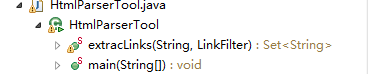 HtmlParserTool.java
HtmlParserTool
extracLinks(String, LinkFilter) : Set<String>
main(String[]) : void